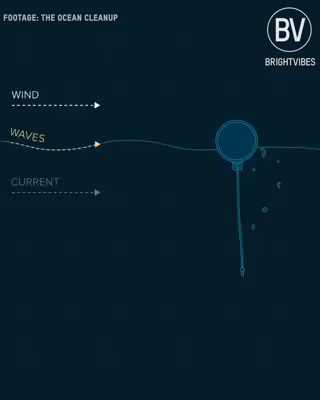 FOOTAGE: THE OCEAN CLEANUP
BV
BRIGHTVIBES
WIND
WAVES
CURRENT